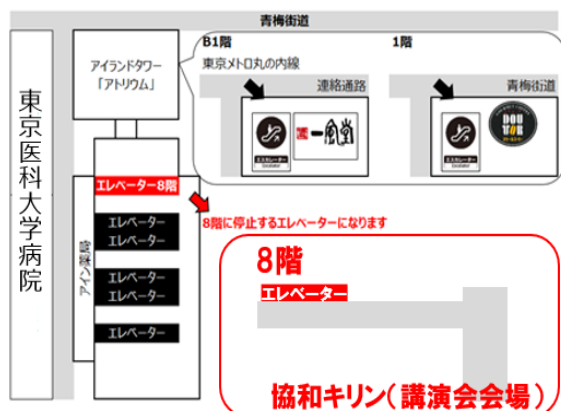 青梅街道
アイランドタワー
「アトリウム」
B1階
東京メトロ丸の内線
連絡通路
エスカレーター
一風堂
1階
青梅街道
エスカレーター
DOUTOR
東京医科大学病院
アイン薬局
エレベーター8階
エレベーター
エレベーター
エレベーター
エレベーター
エレベーター
8階に停止するエレベーターになります
8階
エレベーター
協和キリン(講演会会場)